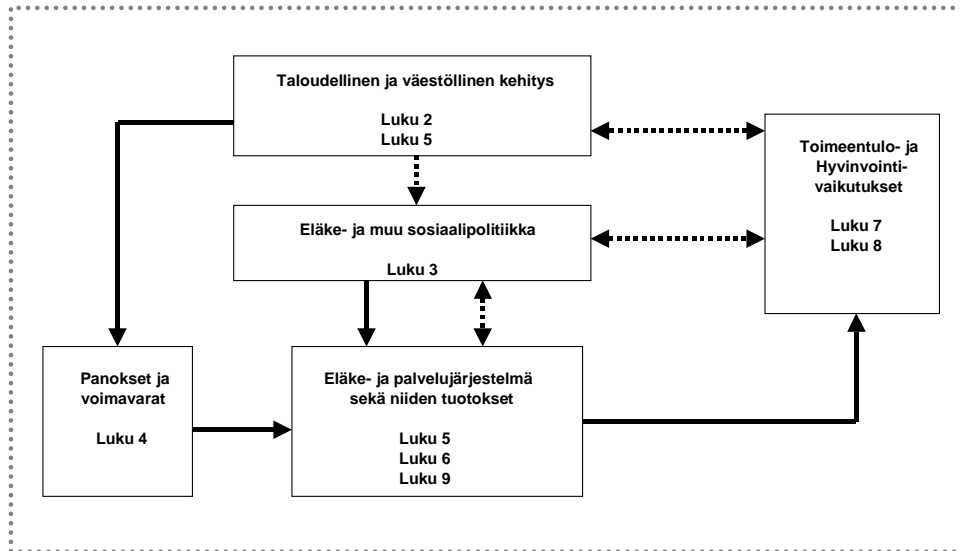 Taloudellinen ja väestöllinen kehitys
Luku 2
Luku 5
Toimeentulo- ja
Hyvinvointi-
vaikutukset
Luku 7
Luku 8
Eläke- ja muu sosiaalipolitiikka
Luku 3
Panokset ja
voimavarat
Luku 4
Eläke- ja palvelujärjestelmä
sekä niiden tuotokset
Luku 5
Luku 6
Luku 9